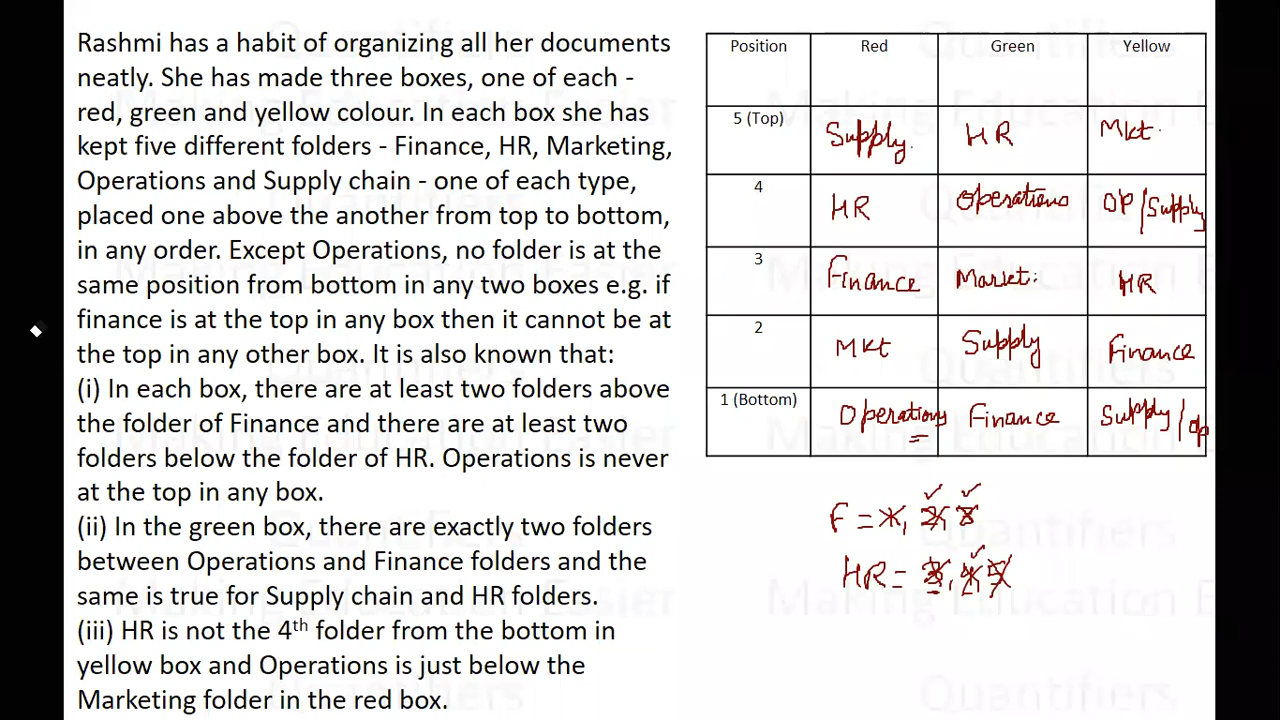 Rashmi has a habit of organizing all her documents
neatly. She has made three boxes, one of each -
red, green and yellow colour. In each box she has
kept five different folders - Finance, HR, Marketing,
Operations and Supply chain - one of each type,
placed one above the another from top to bottom,
in any order. Except Operations, no folder is at the
same position from bottom in any two boxes e.g. if
finance is at the top in any box then it cannot be at
the top in any other box. It is also known that:
(i) In each box, there are at least two folders above
the folder of Finance and there are at least two
folders below the folder of HR. Operations is never
at the top in any box.
(ii) In the green box, there are exactly two folders
between Operations and Finance folders and the
same is true for Supply chain and HR folders.
(iii) HR is not the 4th folder from the bottom in
yellow box and Operations is just below the
Marketing folder in the red box.
Position Red Green Yellow
5 (Top) Supply HR Mkt
4 HR Operations OP/Supply
3 Finance Market: HR
2 Mkt Supply Finance
1 (Bottom) Operations Finance Supply/op
F = 1, 2, 3
HR = 3, 4, 5
Quantifiers
Making Education Easier